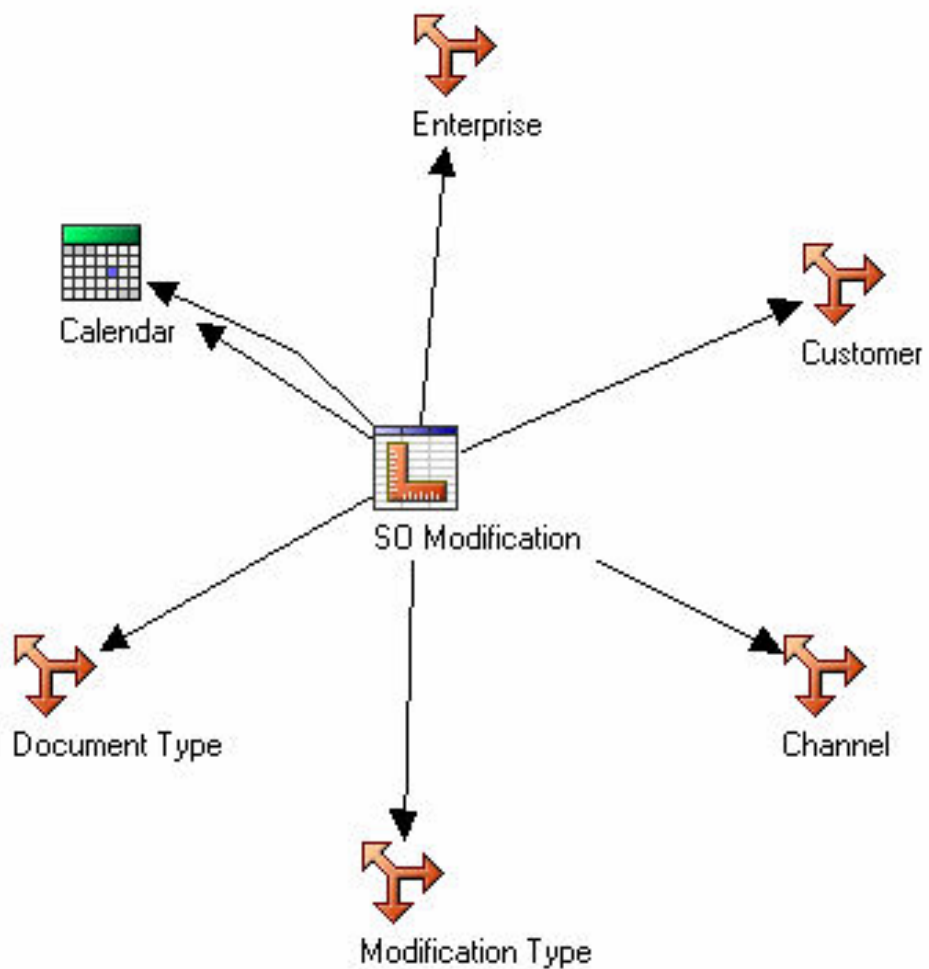 Enterprise
Calendar
Customer
SO Modification
Document Type
Channel
Modification Type